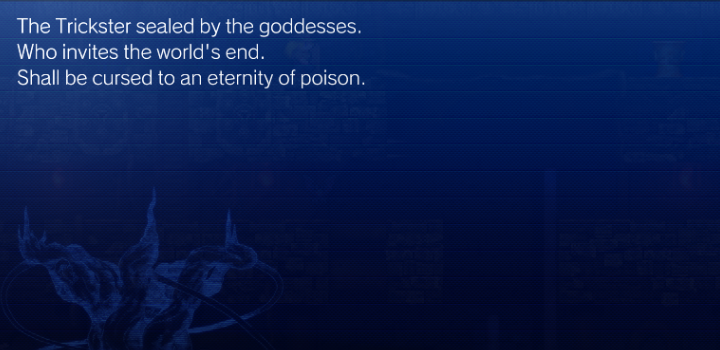 The Trickster sealed by the goddesses.
Who invites the world's end.
Shall be cursed to an eternity of poison.